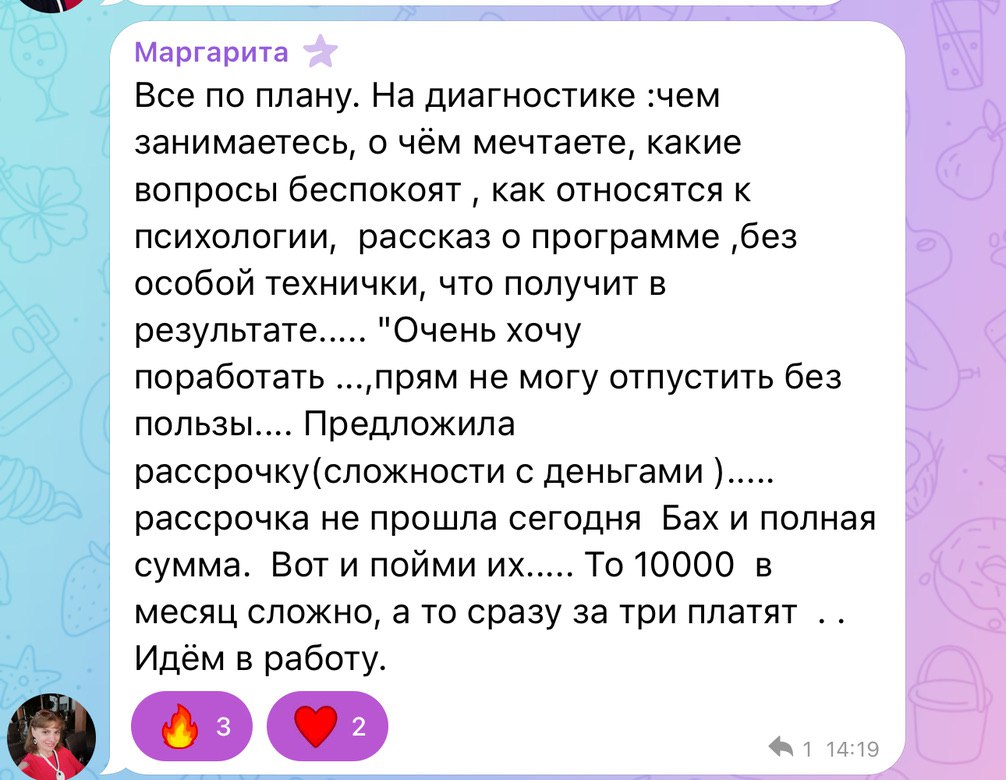 Маргарита
Все по плану. На диагностике :чем
занимаетесь, о чём мечтаете, какие
вопросы беспокоят , как относятся к
психологии,  рассказ о программе ,без
особой технички, что получит в
результате..... "Очень хочу
поработать ...,прям не могу отпустить без
пользы.... Предложила
рассрочку(сложности с деньгами ).....
рассрочка не прошла сегодня  Бах и полная
сумма.  Вот и пойми их..... То 10000  в
месяц сложно, а то сразу за три платят  . .
Идём в работу.
🔥 3 ❤️ 2
1 14:19